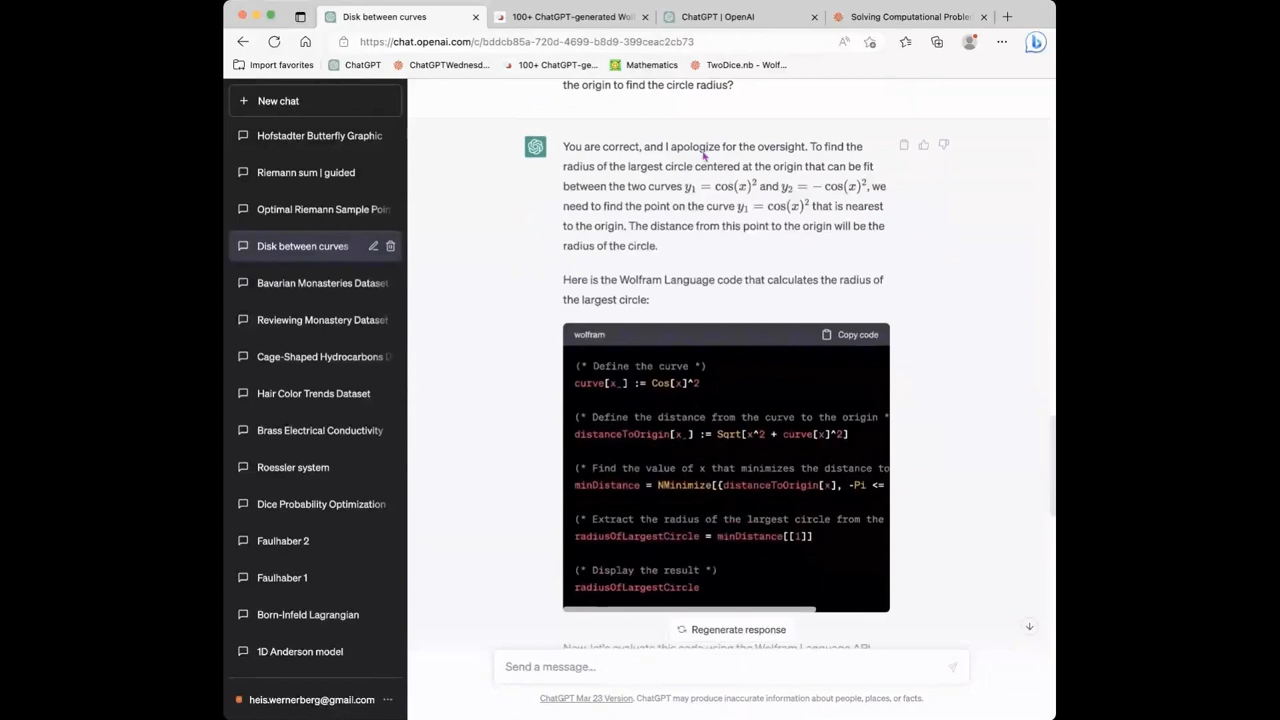 Disk between curves
100+ ChatGPT-generated Wolf
ChatGPT | OpenAI
Solving Computational Proble
https://chat.openai.com/c/bddcb85a-720d-4699-b8d9-399ceac2cb73
Import favorites
ChatGPT
ChatGPTWednesd...
100+ ChatGPT-ge...
Mathematics
TwoDice.nb - Wolf...
New chat
Hofstadter Butterfly Graphic
Riemann sum | guided
Optimal Riemann Sample Poin
Disk between curves
Bavarian Monasteries Dataset
Reviewing Monastery Dataset
Cage-Shaped Hydrocarbons D
Hair Color Trends Dataset
Brass Electrical Conductivity
Roessler system
Dice Probability Optimization
Faulhaber 2
Faulhaber 1
Born-Infeld Lagrangian
1D Anderson model
heis.wernerberg@gmail.com
the origin to find the circle radius?
You are correct, and I apologize for the oversight. To find the
radius of the largest circle centered at the origin that can be fit
between the two curves y₁ = cos(x)² and y₂ = − cos(x)², we
need to find the point on the curve y₁ = cos(x)² that is nearest
to the origin. The distance from this point to the origin will be the
radius of the circle.
Here is the Wolfram Language code that calculates the radius of
the largest circle:
wolfram
Copy code
(* Define the curve *)
curve[x_] := Cos[x]^2
(* Define the distance from the curve to the origin *
distanceToOrigin[x_] := Sqrt[x^2 + curve[x]^2]
(* Find the value of x that minimizes the distance to
minDistance = NMinimize[{distanceToOrigin[x], -Pi <=
(* Extract the radius of the largest circle from the
radiusOfLargestCircle = minDistance[[1]]
(* Display the result *)
radiusOfLargestCircle
Regenerate response
Now, let's evaluate this code using the Wolfram Language API
Send a message...
ChatGPT Mar 23 Version. ChatGPT may produce inaccurate information about people, places, or facts.